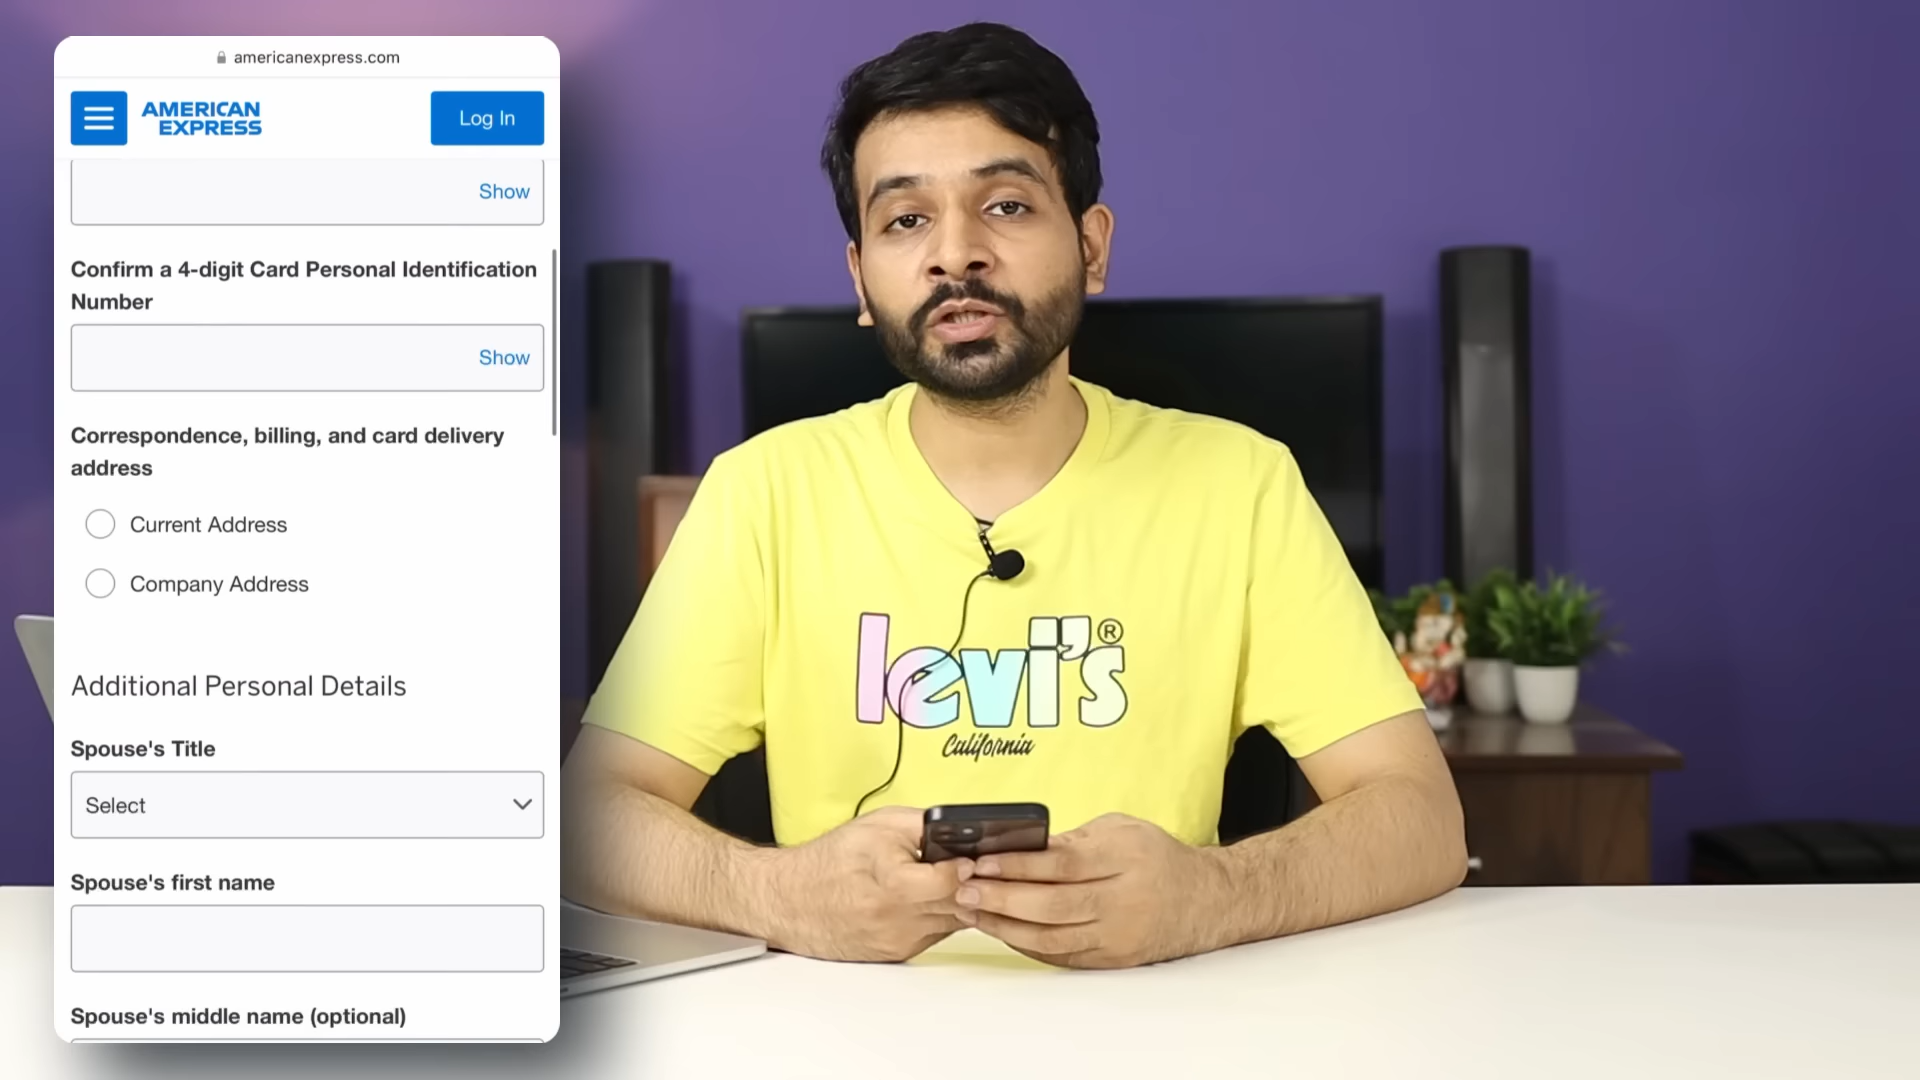 americanexpress.com
AMERICAN
EXPRESS
Log In
Show
Confirm a 4-digit Card Personal Identification
Number
Show
Correspondence, billing, and card delivery
address
Current Address
Company Address
Additional Personal Details
Spouse's Title
Select
Spouse's first name
Spouse's middle name (optional)
levi's®
California